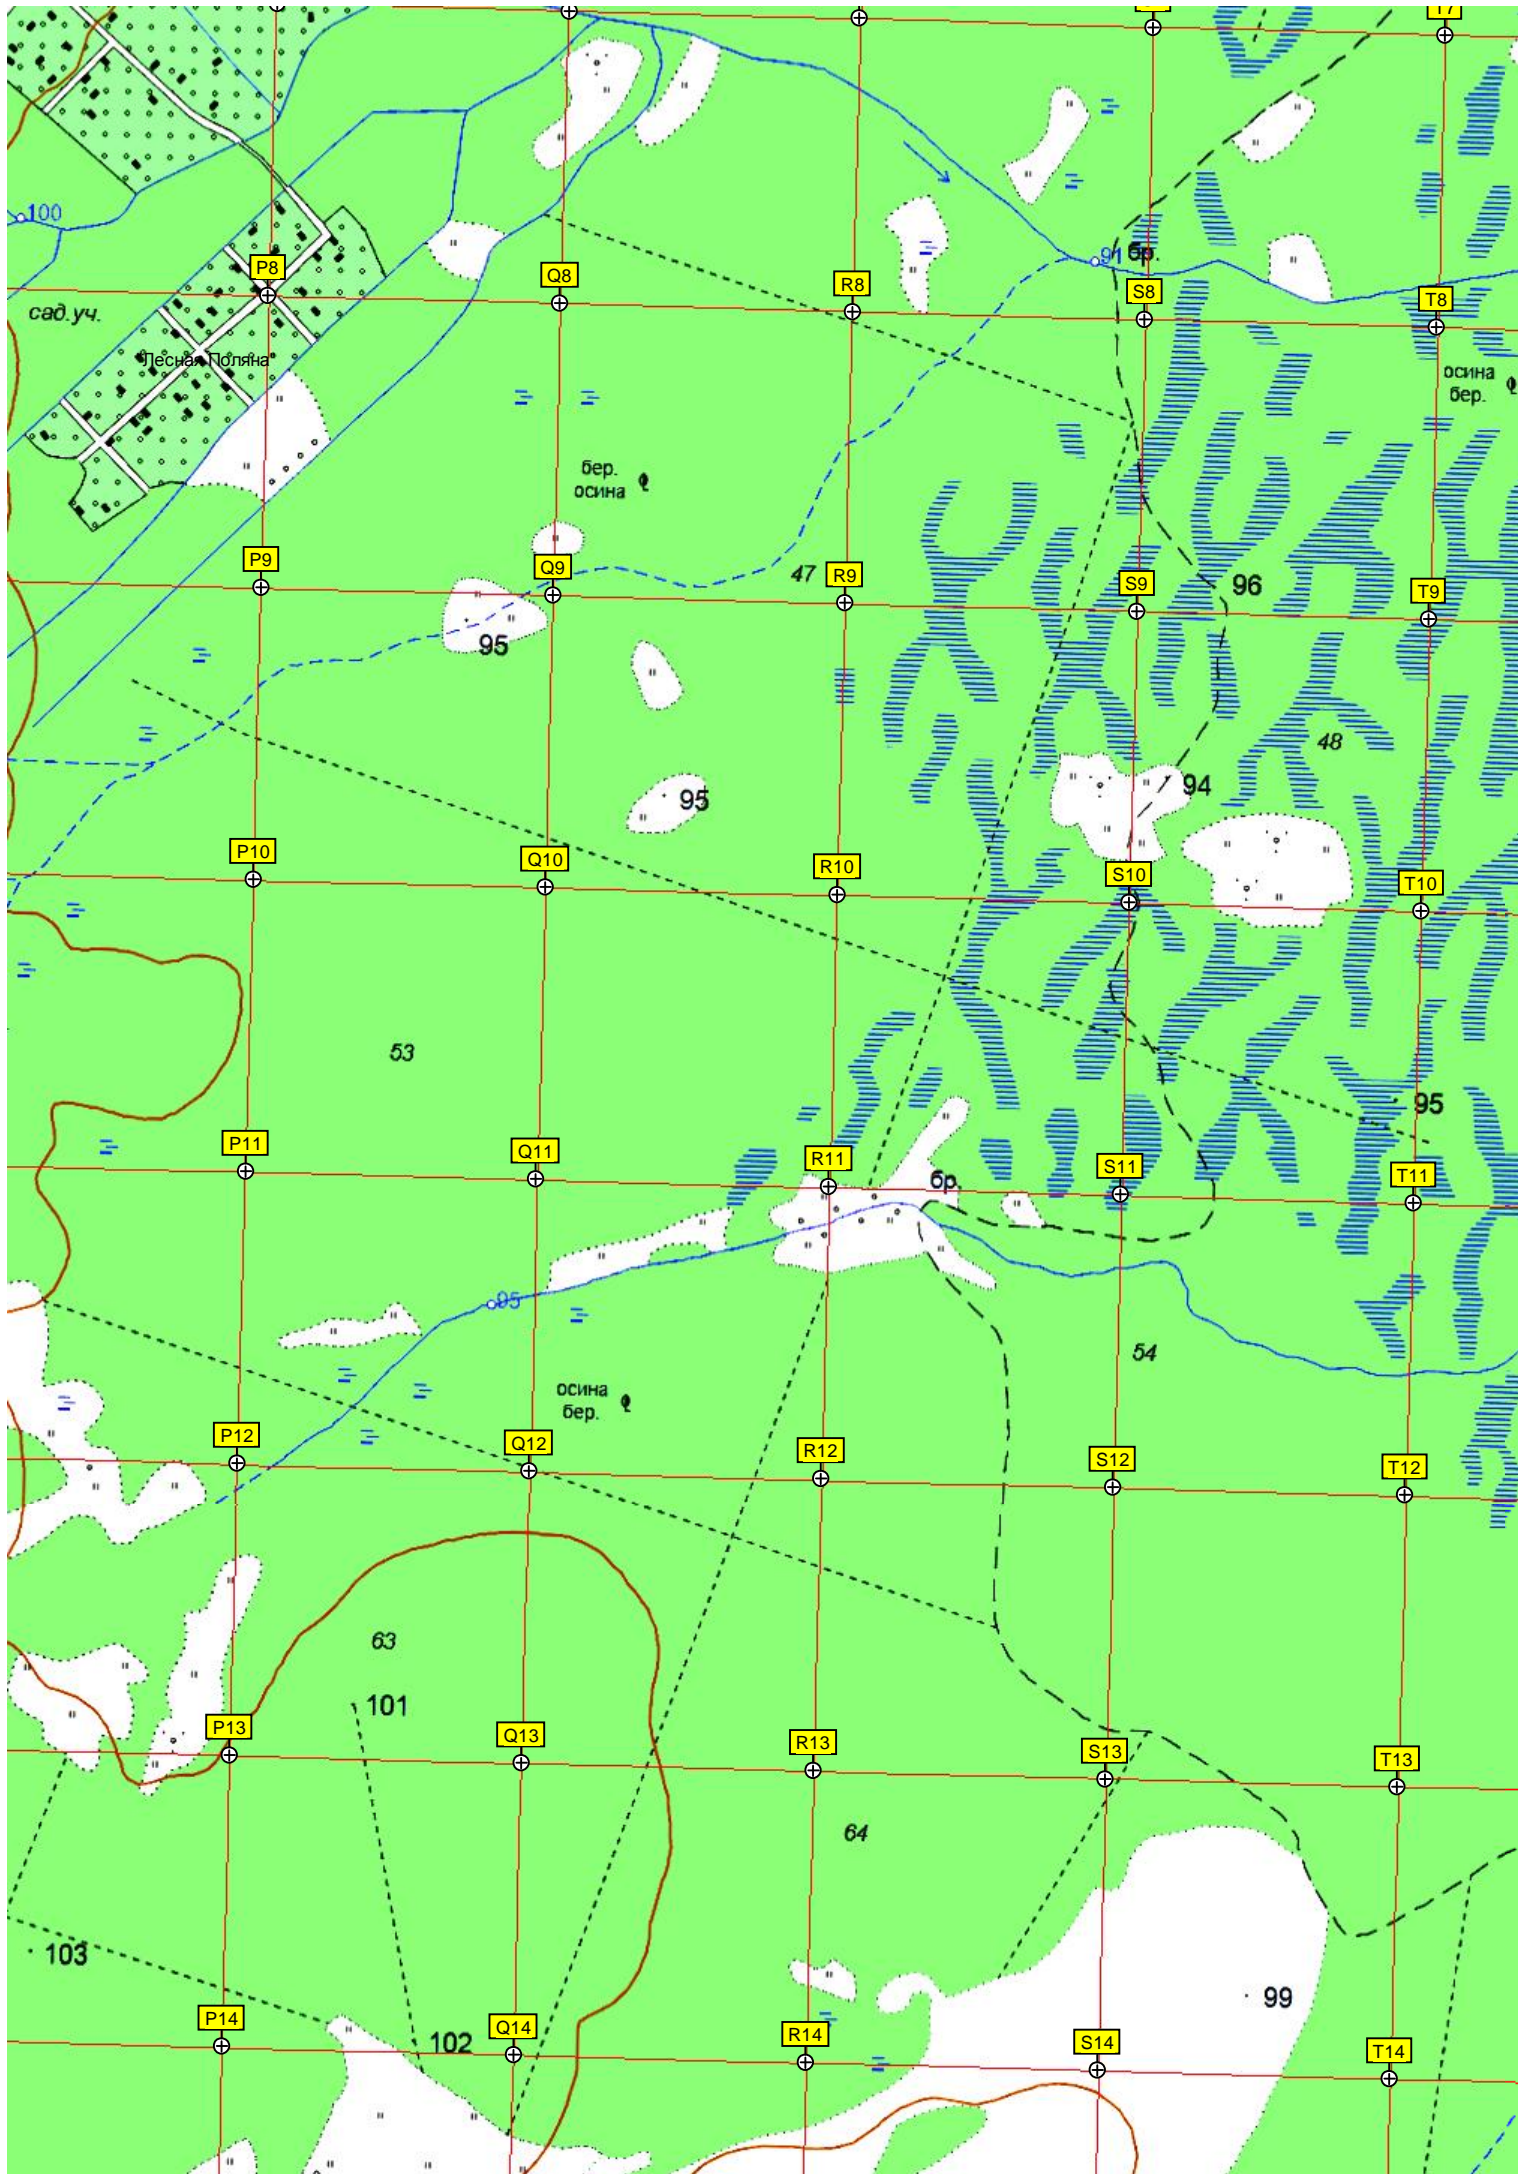 T7
100
91
бр.
P8
Q8
R8
S8
T8
сад.уч.
Лесная Поляна
осина
бер.
бер.
осина
P9
Q9
47
R9
S9
96
T9
95
48
95
94
P10
Q10
R10
S10
T10
53
95
P11
Q11
R11
бр.
S11
T11
95
54
осина
бер.
P12
Q12
R12
S12
T12
63
101
P13
Q13
R13
S13
T13
64
103
99
P14
102
Q14
R14
S14
T14